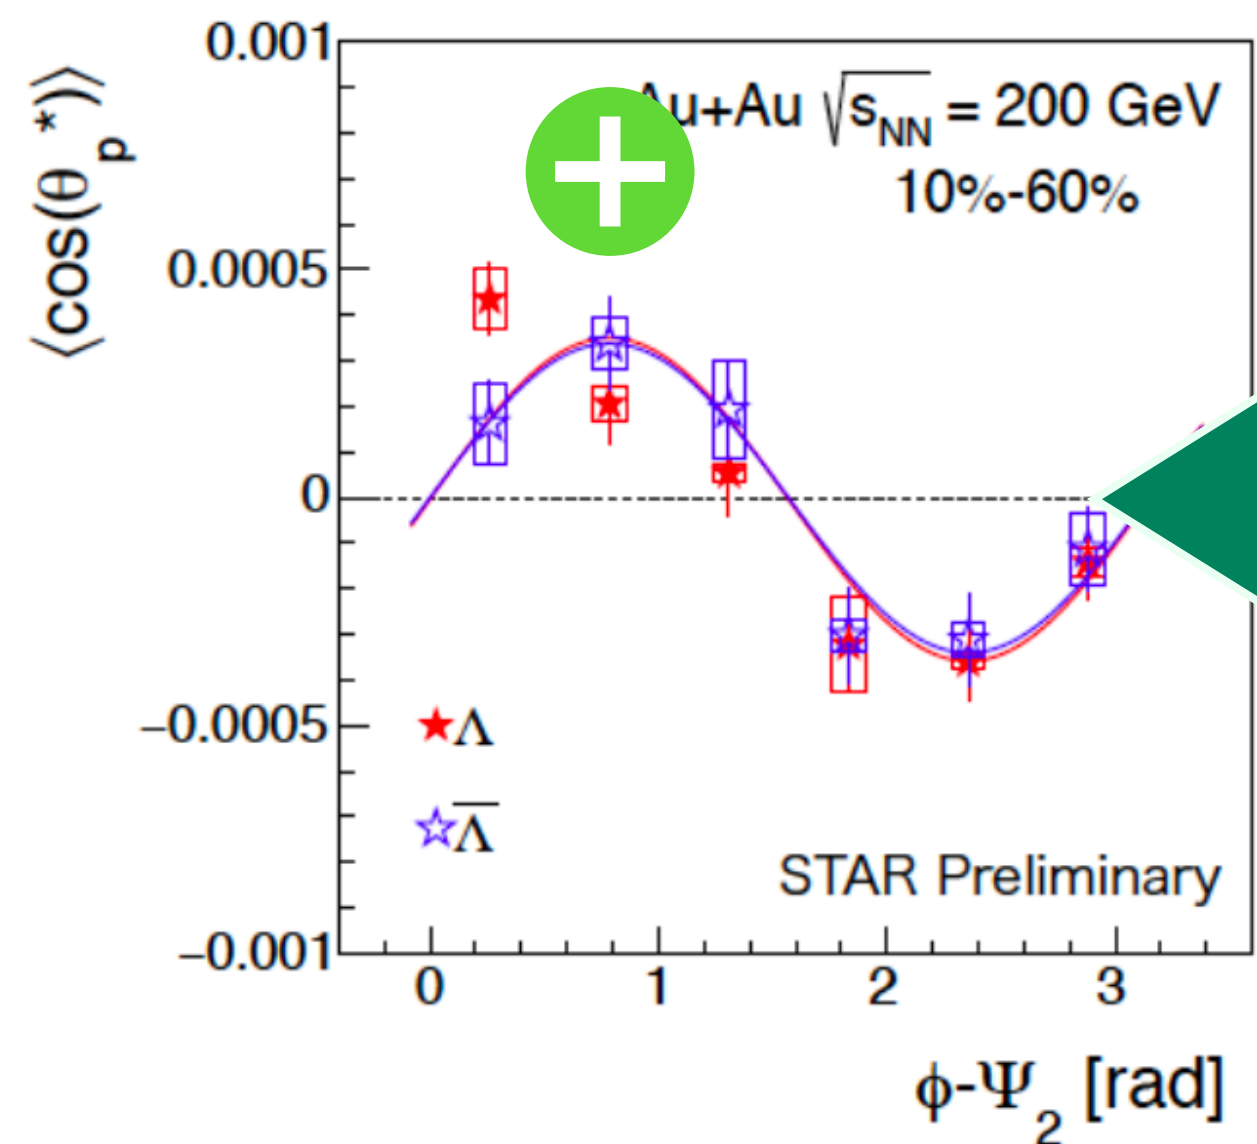 0.001
⟨cos(θp*)⟩
Au+Au √sNN = 200 GeV
10%-60%
0.0005
0
−0.0005
Λ
Λ̅
STAR Preliminary
−0.001
0 1 2 3
ϕ-Ψ2 [rad]